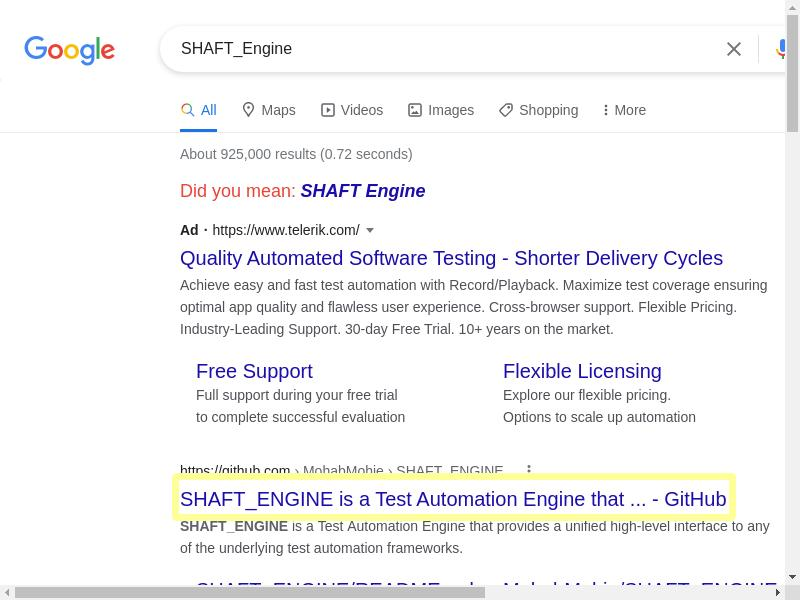 Google
SHAFT_Engine
All Maps Videos Images Shopping More
About 925,000 results (0.72 seconds)
Did you mean: SHAFT Engine
Ad · https://www.telerik.com/
Quality Automated Software Testing - Shorter Delivery Cycles
Achieve easy and fast test automation with Record/Playback. Maximize test coverage ensuring
optimal app quality and flawless user experience. Cross-browser support. Flexible Pricing.
Industry-Leading Support. 30-day Free Trial. 10+ years on the market.
Free Support
Full support during your free trial
to complete successful evaluation
Flexible Licensing
Explore our flexible pricing.
Options to scale up automation
https://github.com › MohabMohie › SHAFT_ENGINE
SHAFT_ENGINE is a Test Automation Engine that ... - GitHub
SHAFT_ENGINE is a Test Automation Engine that provides a unified high-level interface to any
of the underlying test automation frameworks.